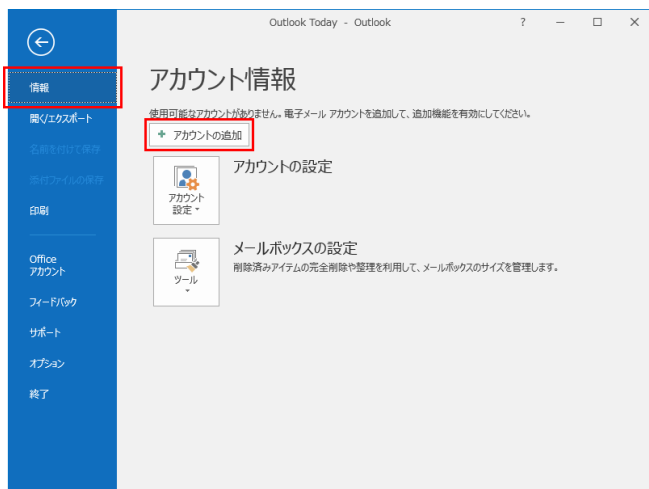 Outlook Today - Outlook
?
情報
アカウント情報
使用可能なアカウントがありません。電子メール アカウントを追加して、追加機能を有効にしてください。
+ アカウントの追加
開く/エクスポート
名前を付けて保存
添付ファイルの保存
印刷
アカウントの設定
アカウント
設定
メールボックスの設定
削除済みアイテムの完全削除や整理を利用して、メールボックスのサイズを管理します。
ツール
Office
アカウント
フィードバック
サポート
オプション
終了